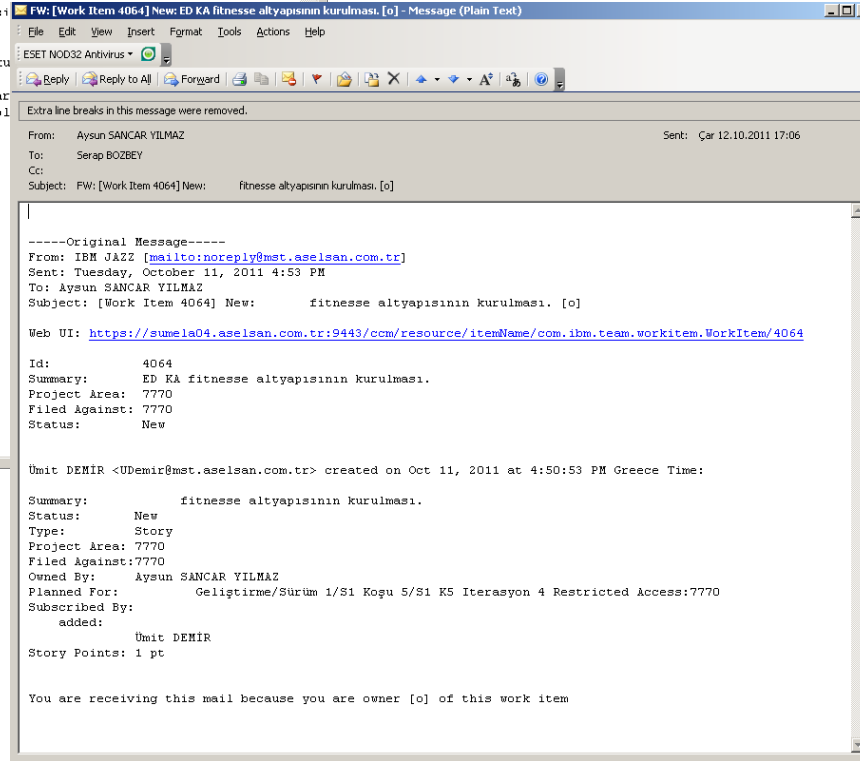 FW: [Work Item 4064] New: ED KA fitnesse altyapısının kurulması. [o] - Message (Plain Text)
File Edit View Insert Format Tools Actions Help
ESET NOD32 Antivirus
Reply Reply to All Forward
Extra line breaks in this message were removed.
From: Aysun SANCAR YILMAZ Sent: Çar 12.10.2011 17:06
To: Serap BOZBEY
Cc:
Subject: FW: [Work Item 4064] New: fitnesse altyapısının kurulması. [o]
-----Original Message-----
From: IBM JAZZ [mailto:noreply@mst.aselsan.com.tr]
Sent: Tuesday, October 11, 2011 4:53 PM
To: Aysun SANCAR YILMAZ
Subject: [Work Item 4064] New: fitnesse altyapısının kurulması. [o]
Web UI: https://sumela04.aselsan.com.tr:9443/ccm/resource/itemName/com.ibm.team.workitem.WorkItem/4064
Id: 4064
Summary: ED KA fitnesse altyapısının kurulması.
Project Area: 7770
Filed Against: 7770
Status: New
Ümit DEMİR <UDemir@mst.aselsan.com.tr> created on Oct 11, 2011 at 4:50:53 PM Greece Time:
Summary: fitnesse altyapısının kurulması.
Status: New
Type: Story
Project Area: 7770
Filed Against:7770
Owned By: Aysun SANCAR YILMAZ
Planned For: Geliştirme/Sürüm 1/S1 Koşu 5/S1 K5 Iterasyon 4 Restricted Access:7770
Subscribed By:
added:
Ümit DEMİR
Story Points: 1 pt
You are receiving this mail because you are owner [o] of this work item